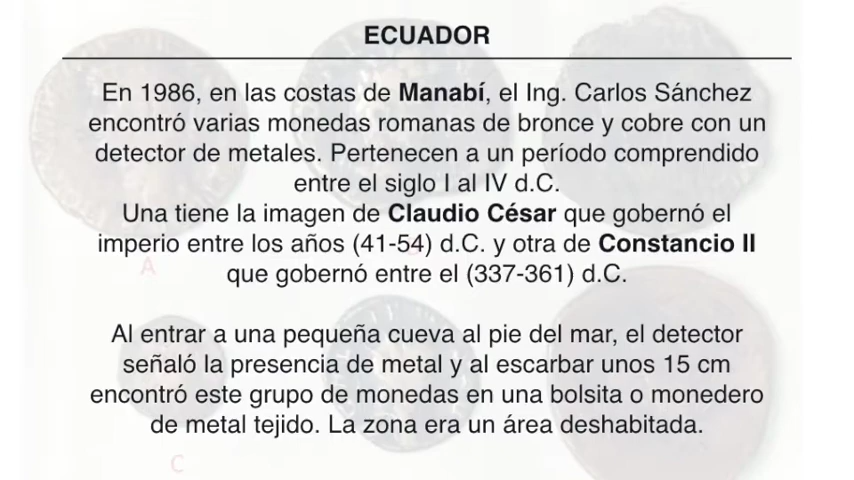 ECUADOR
En 1986, en las costas de Manabí, el Ing. Carlos Sánchez
encontró varias monedas romanas de bronce y cobre con un
detector de metales. Pertenecen a un período comprendido
entre el siglo I al IV d.C.
Una tiene la imagen de Claudio César que gobernó el
imperio entre los años (41-54) d.C. y otra de Constancio II
que gobernó entre el (337-361) d.C.
Al entrar a una pequeña cueva al pie del mar, el detector
señaló la presencia de metal y al escarbar unos 15 cm
encontró este grupo de monedas en una bolsita o monedero
de metal tejido. La zona era un área deshabitada.
A
C